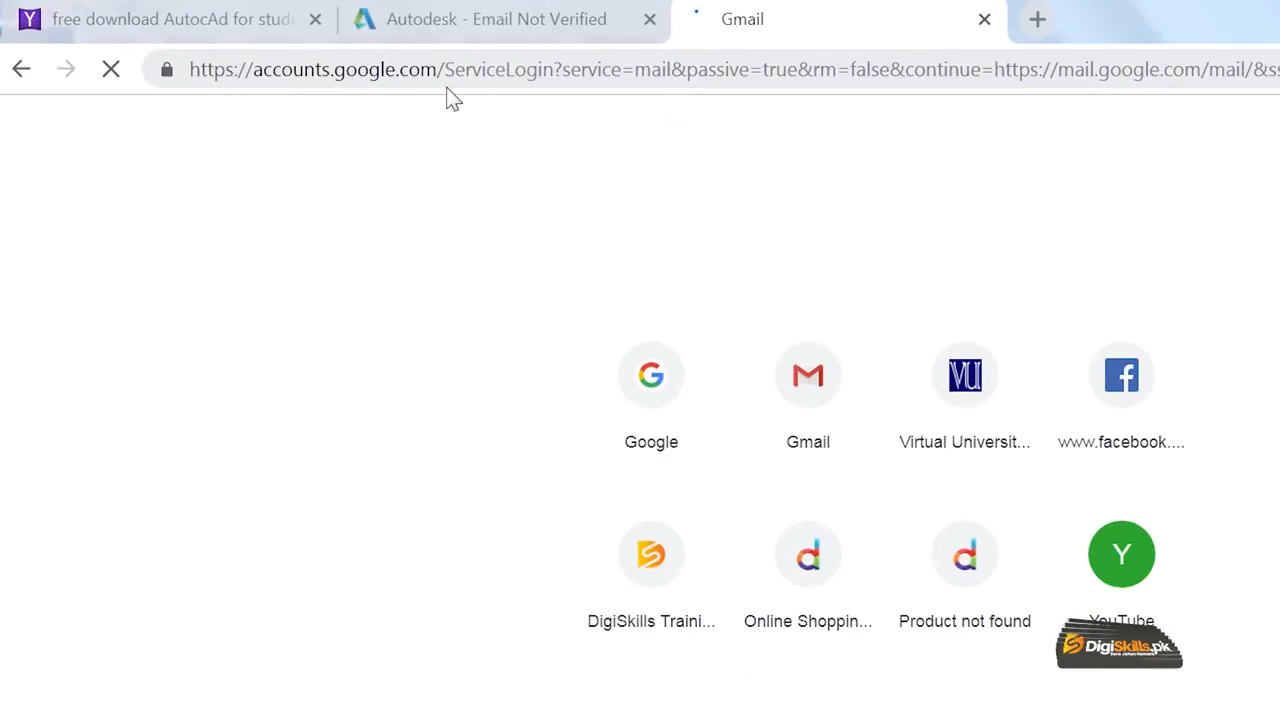 free download AutocAd for stude
Autodesk - Email Not Verified
Gmail
https://accounts.google.com/ServiceLogin?service=mail&passive=true&rm=false&continue=https://mail.google.com/mail/&ss
Google
Gmail
Virtual Universit...
www.facebook....
DigiSkills Traini...
Online Shoppin...
Product not found
YouTube
DigiSkills.pk